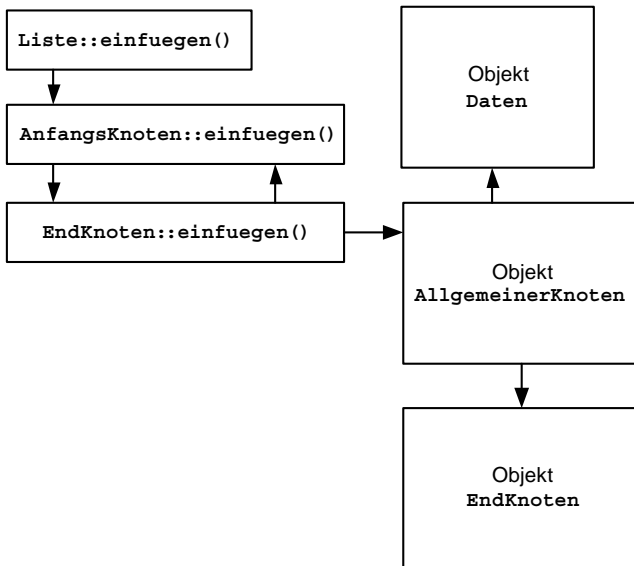 Liste::einfuegen()
AnfangsKnoten::einfuegen()
EndKnoten::einfuegen()
Objekt
Daten
Objekt
AllgemeinerKnoten
Objekt
EndKnoten